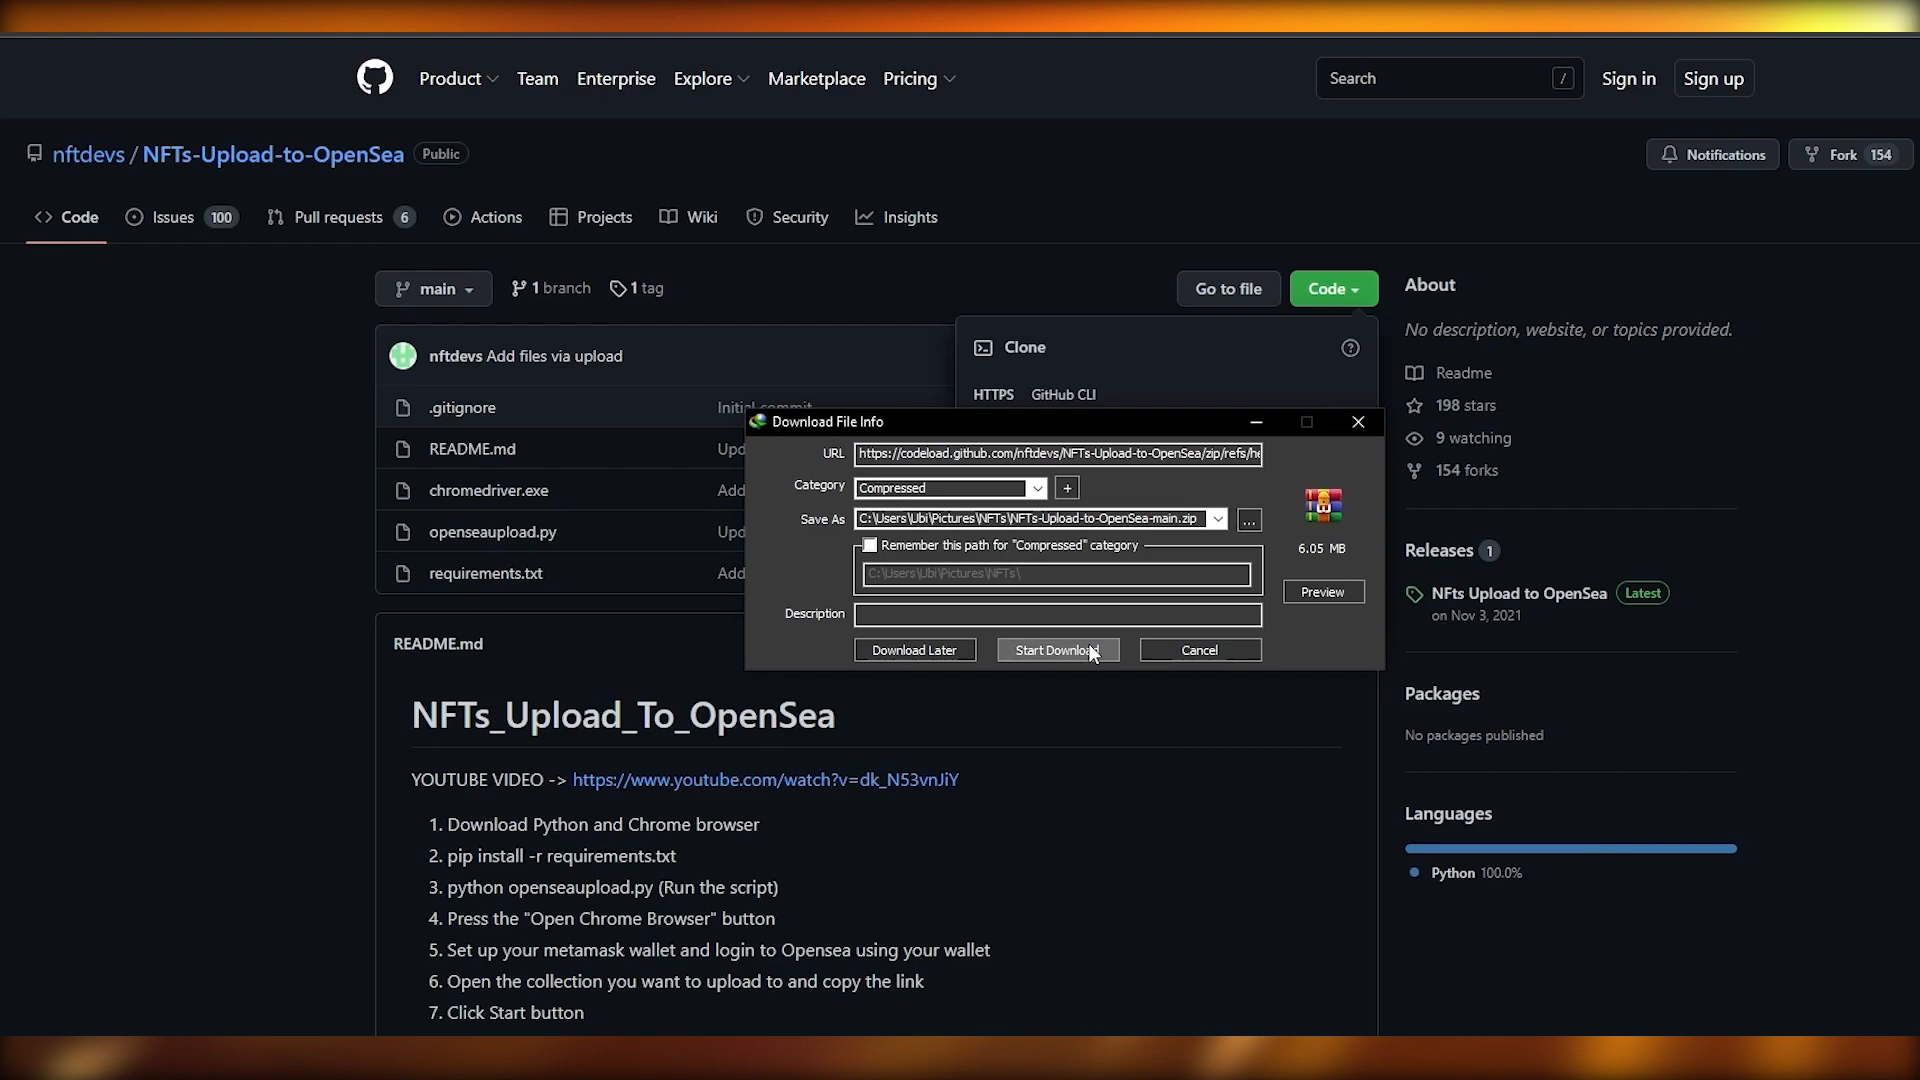 Product Team Enterprise Explore Marketplace Pricing Search / Sign in Sign up
nftdevs / NFTs-Upload-to-OpenSea Public Notifications Fork 154
Code Issues 100 Pull requests 6 Actions Projects Wiki Security Insights
main 1 branch 1 tag Go to file Code
nftdevs Add files via upload
.gitignore Initial commit
README.md Upd
chromedriver.exe Add
openseaupload.py Upd
requirements.txt Add
Clone
HTTPS GitHub CLI
Download File Info
URL https://codeload.github.com/nftdevs/NFTs-Upload-to-OpenSea/zip/refs/he
Category Compressed +
Save As C:\Users\Ubi\Pictures\NFTs\NFTs-Upload-to-OpenSea-main.zip ...
Remember this path for "Compressed" category
C:\Users\Ubi\Pictures\NFTs\
Description
6.05 MB
Preview
Download Later Start Download Cancel
README.md
NFTs_Upload_To_OpenSea
YOUTUBE VIDEO -> https://www.youtube.com/watch?v=dk_N53vnJiY
1. Download Python and Chrome browser
2. pip install -r requirements.txt
3. python openseaupload.py (Run the script)
4. Press the "Open Chrome Browser" button
5. Set up your metamask wallet and login to Opensea using your wallet
6. Open the collection you want to upload to and copy the link
7. Click Start button
About
No description, website, or topics provided.
Readme
198 stars
9 watching
154 forks
Releases 1
NFts Upload to OpenSea Latest
on Nov 3, 2021
Packages
No packages published
Languages
Python 100.0%